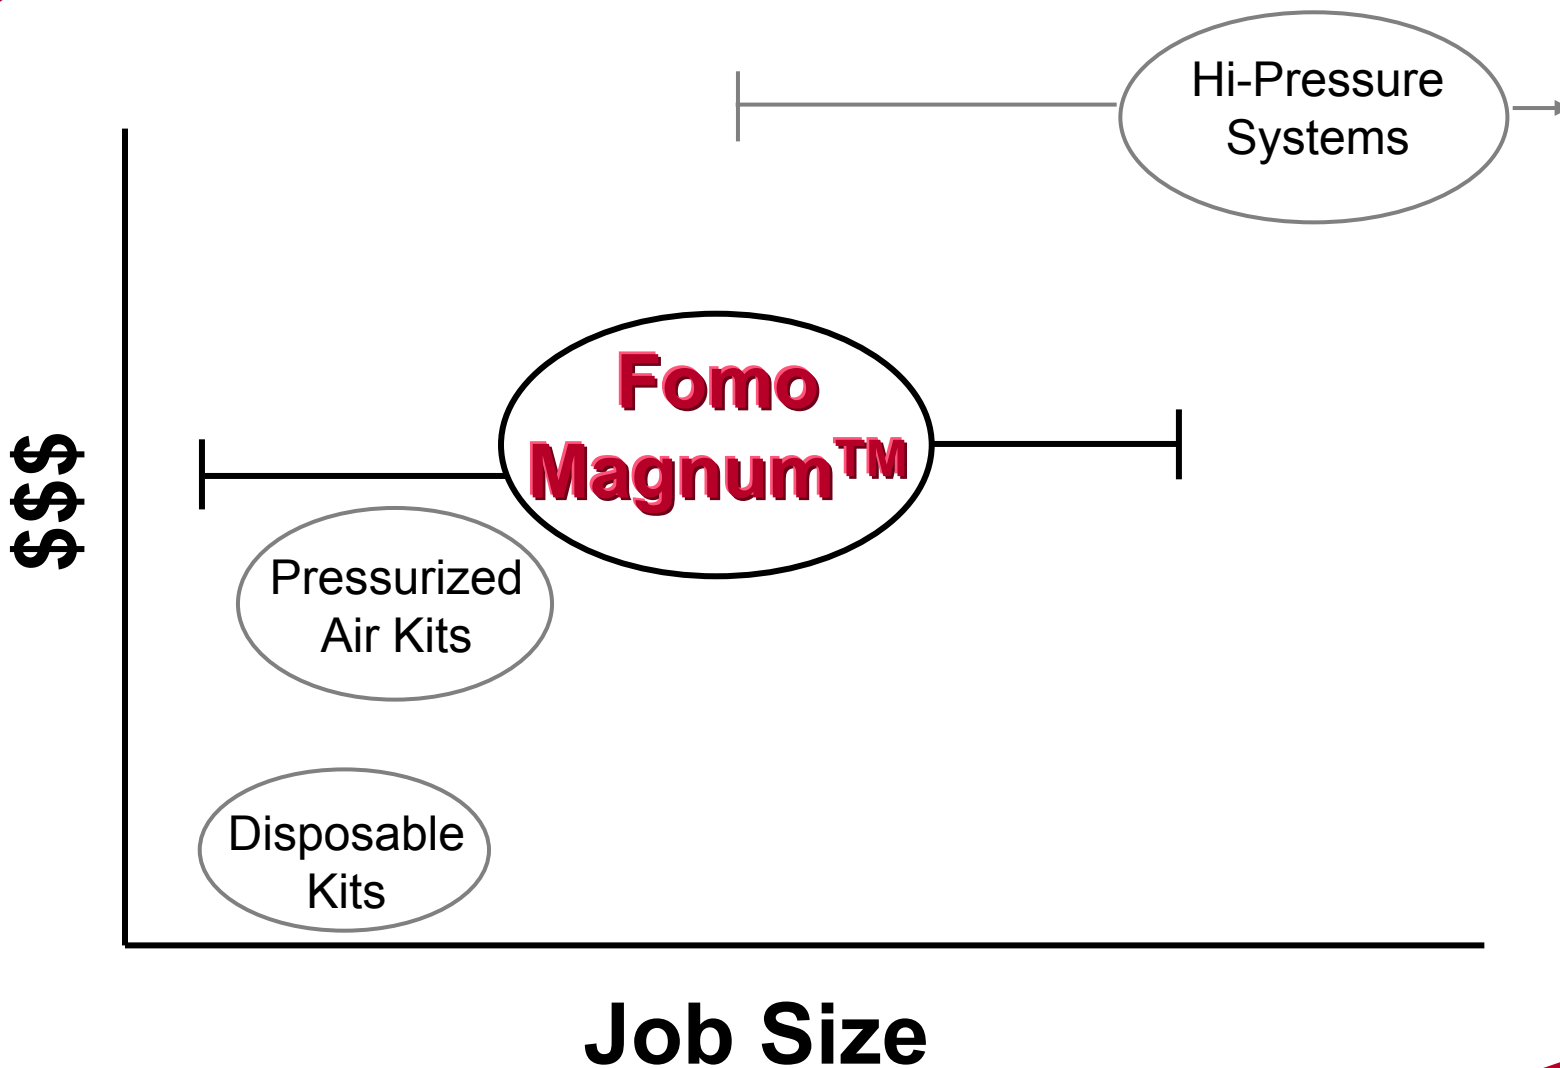 Hi-Pressure
Systems
Fomo
Magnum™
$$$
Pressurized
Air Kits
Disposable
Kits
Job Size